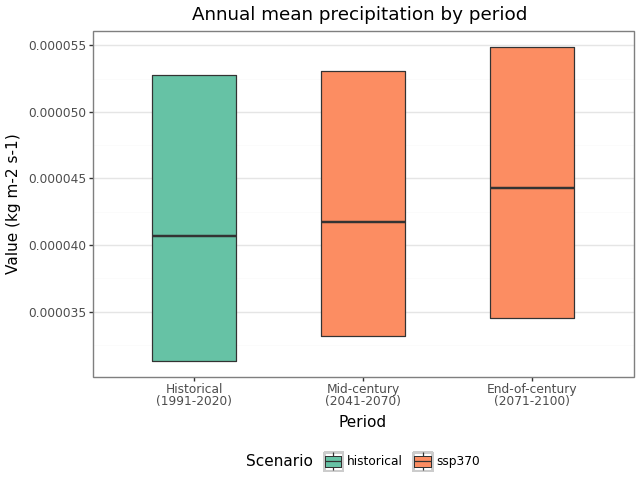 Annual mean precipitation by period
Value (kg m-2 s-1)
0.000055
0.000050
0.000045
0.000040
0.000035
Historical
(1991-2020)
Mid-century
(2041-2070)
End-of-century
(2071-2100)
Period
Scenario historical ssp370